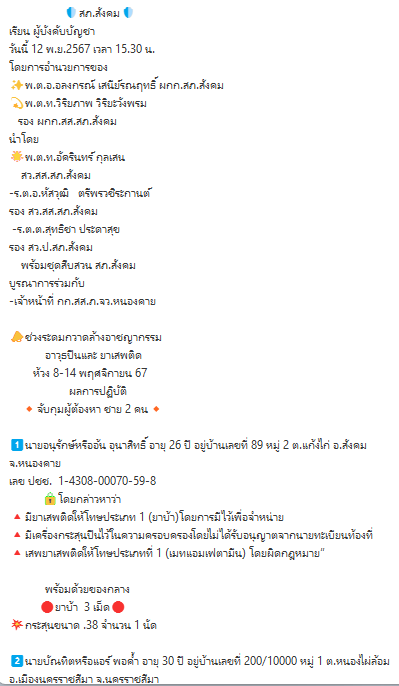 🛡️ สภ.สังคม 🛡️
เรียน ผู้บังคับบัญชา
วันนี้ 12 พ.ย.2567 เวลา 15.30 น.
โดยการอำนวยการของ
✨พ.ต.อ.อลงกรณ์ เสนีย์รณฤทธิ์ ผกก.สภ.สังคม
💫พ.ต.ท.วิริยภาพ วิริยะวังพรม
รอง ผกก.สส.สภ.สังคม
นำโดย
🌟พ.ต.ท.อัครินทร์ กุลเสน
สว.สส.สภ.สังคม
-ร.ต.อ.หัสวุฒิ ตรีพรวชิระกานต์
รอง สว.สส.สภ.สังคม
-ร.ต.ต.สุทธิชา ประดาสุข
รอง สว.ป.สภ.สังคม
พร้อมชุดสืบสวน สภ.สังคม
บูรณาการร่วมกับ
-เจ้าหน้าที่ กก.สส.ภ.จว.หนองคาย
📣ช่วงระดมกวาดล้างอาชญากรรม
อาวุธปืนและ ยาเสพติด
ห้วง 8-14 พฤศจิกายน 67
ผลการปฏิบัติ
🔸จับกุมผู้ต้องหา ชาย 2 คน🔸
1️⃣นายอนุรักษ์หรืออ้น อุนาสิทธิ์ อายุ 26 ปี อยู่บ้านเลขที่ 89 หมู่ 2 ต.แก้งไก่ อ.สังคม
จ.หนองคาย
เลข ปชช. 1-4308-00070-59-8
🔒โดยกล่าวหาว่า
🔺มียาเสพติดให้โทษประเภท 1 (ยาบ้า)โดยการมีไว้เพื่อจำหน่าย
🔺มีเครื่องกระสุนปืนไว้ในความครอบครองโดยไม่ได้รับอนุญาตจากนายทะเบียนท้องที่
🔺เสพยาเสพติดให้โทษประเภทที่ 1 (เมทแอมเฟตามีน) โดยผิดกฎหมาย”
พร้อมด้วยของกลาง
🔴ยาบ้า 3 เม็ด🔴
💥กระสุนขนาด .38 จำนวน 1 นัด
2️⃣นายบัณฑิตหรือแอร์ พอค้ำ อายุ 30 ปี อยู่บ้านเลขที่ 200/10000 หมู่ 1 ต.หนองไผ่ล้อม
อ.เมืองนครราชสีมา จ.นครราชสีมา